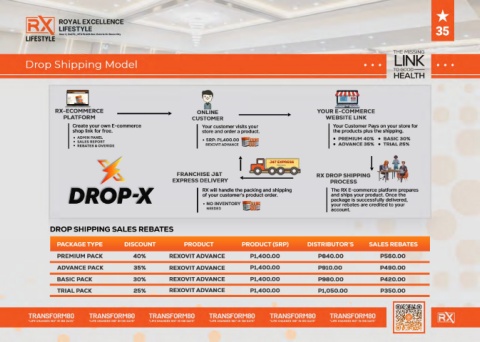 RX
LIFESTYLE
ROYAL EXCELLENCE
LIFESTYLE
35
Drop Shipping Model
THE MISSING
LINK
HEALTH
RX-ECOMMERCE
PLATFORM
Create your own E-commerce
shop link for free.
• ADMIN PANEL
• SALES REPORT
• REBATES & OVERRIDE
ONLINE
CUSTOMER
Your customer visits your
store and order a product.
• SRP: P1,400.00
REXOVIT ADVANCE
YOUR E-COMMERCE
WEBSITE LINK
Your Customer Pays on your store for
the products plus the shipping.
• PREMIUM 40% • BASIC 30%
• ADVANCE 35% • TRIAL 25%
DROP-X
FRANCHISE J&T
EXPRESS DELIVERY
J&T EXPRESS
RX will handle the packing and shipping
of your customer's product order.
• NO INVENTORY
NEEDED
RX DROP SHIPPING
PROCESS
The RX E-commerce platform prepares
and ships your product. Once the
package is successfully delivered,
your rebates are credited to your
account.
DROP SHIPPING SALES REBATES
PACKAGE TYPE DISCOUNT PRODUCT PRODUCT (SRP) DISTRIBUTOR'S SALES REBATES
PREMIUM PACK 40% REXOVIT ADVANCE P1,400.00 P840.00 P560.00
ADVANCE PACK 35% REXOVIT ADVANCE P1,400.00 P910.00 P490.00
BASIC PACK 30% REXOVIT ADVANCE P1,400.00 P980.00 P420.00
TRIAL PACK 25% REXOVIT ADVANCE P1,400.00 P1,050.00 P350.00
TRANSFORM80 TRANSFORM80 TRANSFORM80 TRANSFORM80 TRANSFORM80 TRANSFORM80
RX